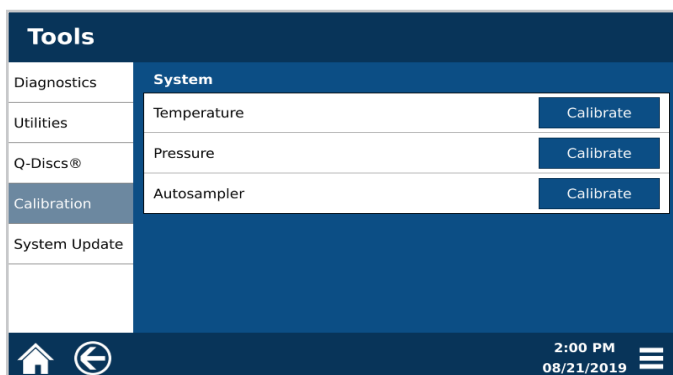 Tools
Diagnostics
Utilities
Q-Discs®
Calibration
System Update
System
Temperature Calibrate
Pressure Calibrate
Autosampler Calibrate
2:00 PM
08/21/2019